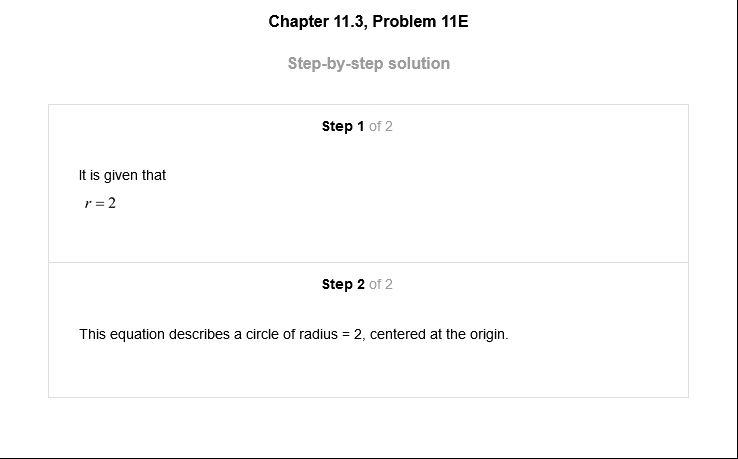 Chapter 11.3, Problem 11E
Step-by-step solution
Step 1 of 2
It is given that
r = 2
Step 2 of 2
This equation describes a circle of radius = 2, centered at the origin.